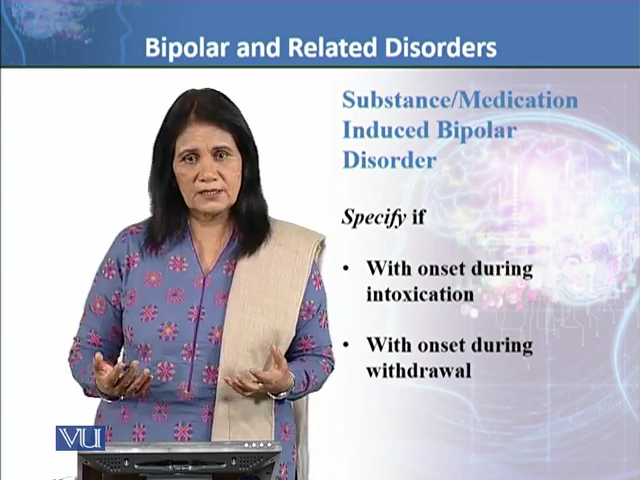 Bipolar and Related Disorders
Substance/Medication
Induced Bipolar
Disorder
Specify if
• With onset during
intoxication
• With onset during
withdrawal
VU